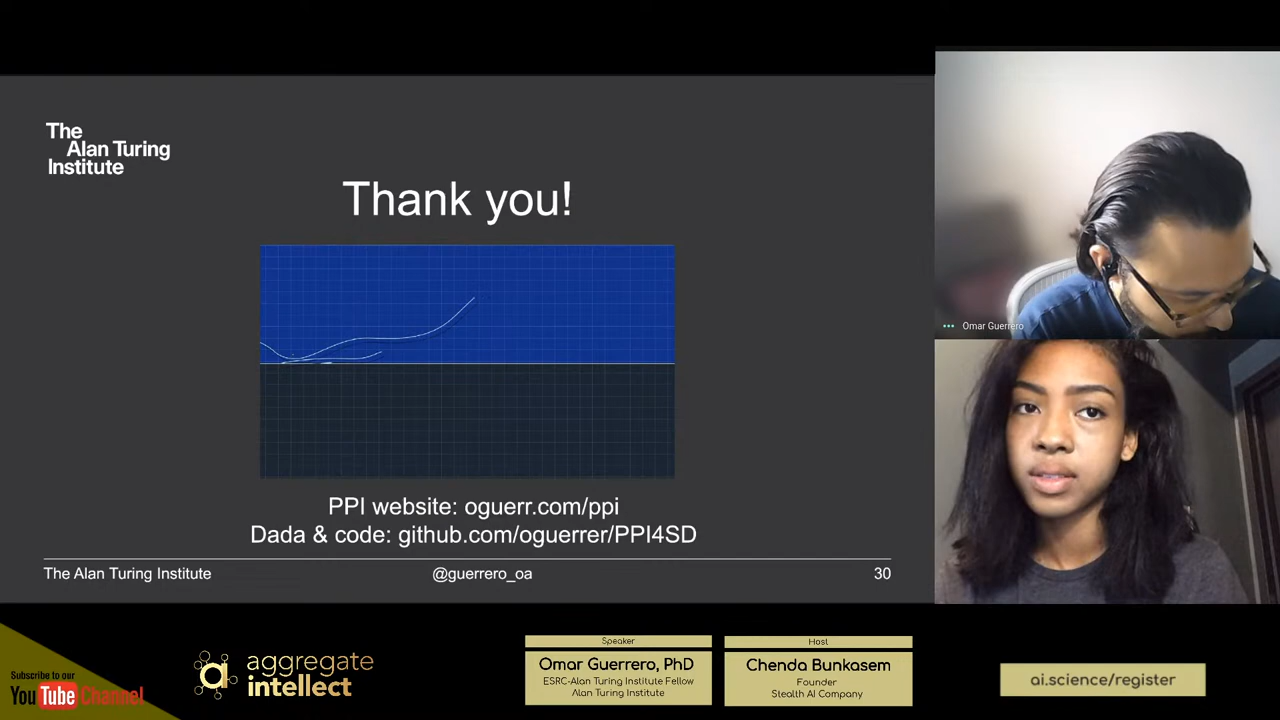 The
Alan Turing
Institute
Thank you!
PPI website: oguerr.com/ppi
Dada & code: github.com/oguerrer/PPI4SD
The Alan Turing Institute
@guerrero_oa
30
Omar Guerrero
Subscribe to our
YouTube Channel
aggregate
intellect
Speaker
Omar Guerrero, PhD
ESRC-Alan Turing Institute Fellow
Alan Turing Institute
Host
Chenda Bunkasem
Founder
Stealth AI Company
ai.science/register